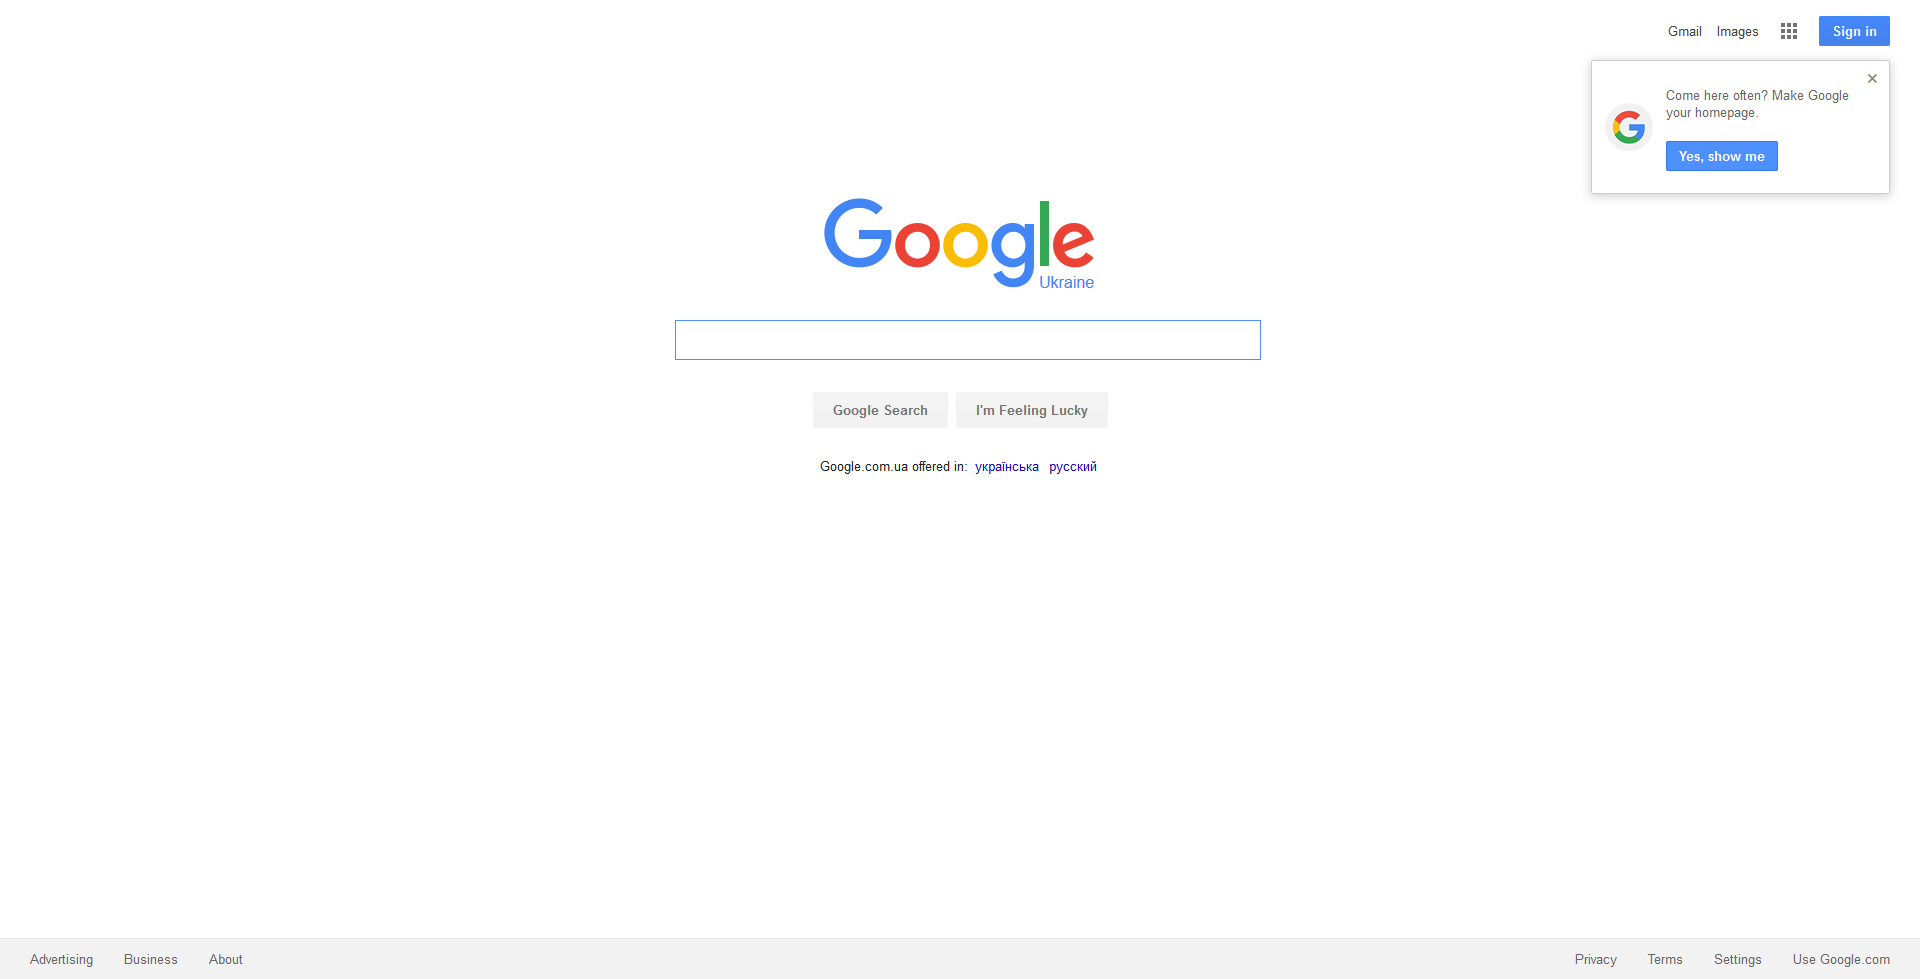 Gmail Images Sign in
Come here often? Make Google
your homepage.
Yes, show me
Google
Ukraine
Google Search I'm Feeling Lucky
Google.com.ua offered in: українська русский
Advertising Business About Privacy Terms Settings Use Google.com